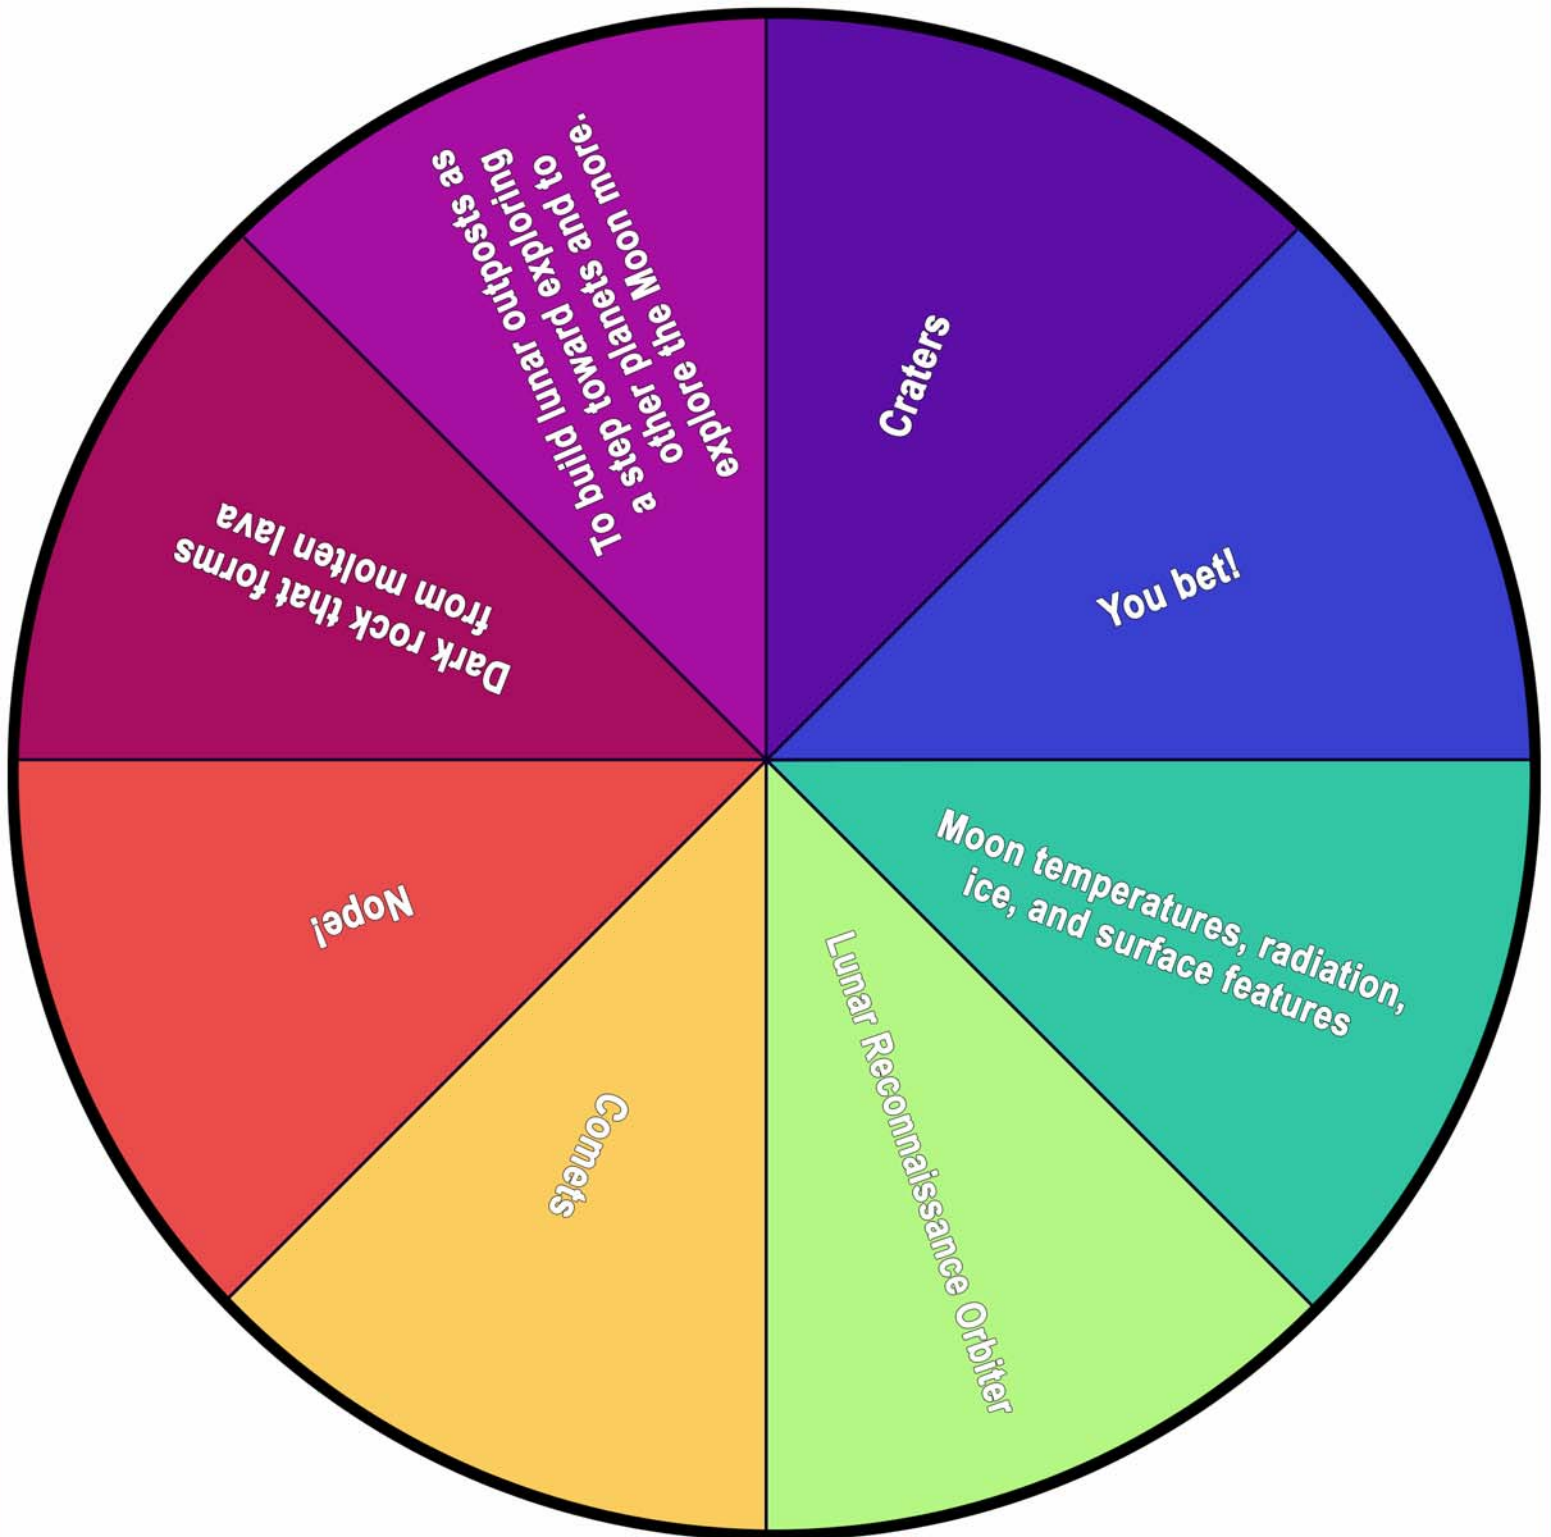 Craters
You bet!
Moon temperatures, radiation,
ice, and surface features
Lunar Reconnaissance Orbiter
Comets
Nope!
Dark rock that forms
from molten lava
To build lunar outposts as
a step toward exploring
other planets and to
explore the Moon more.